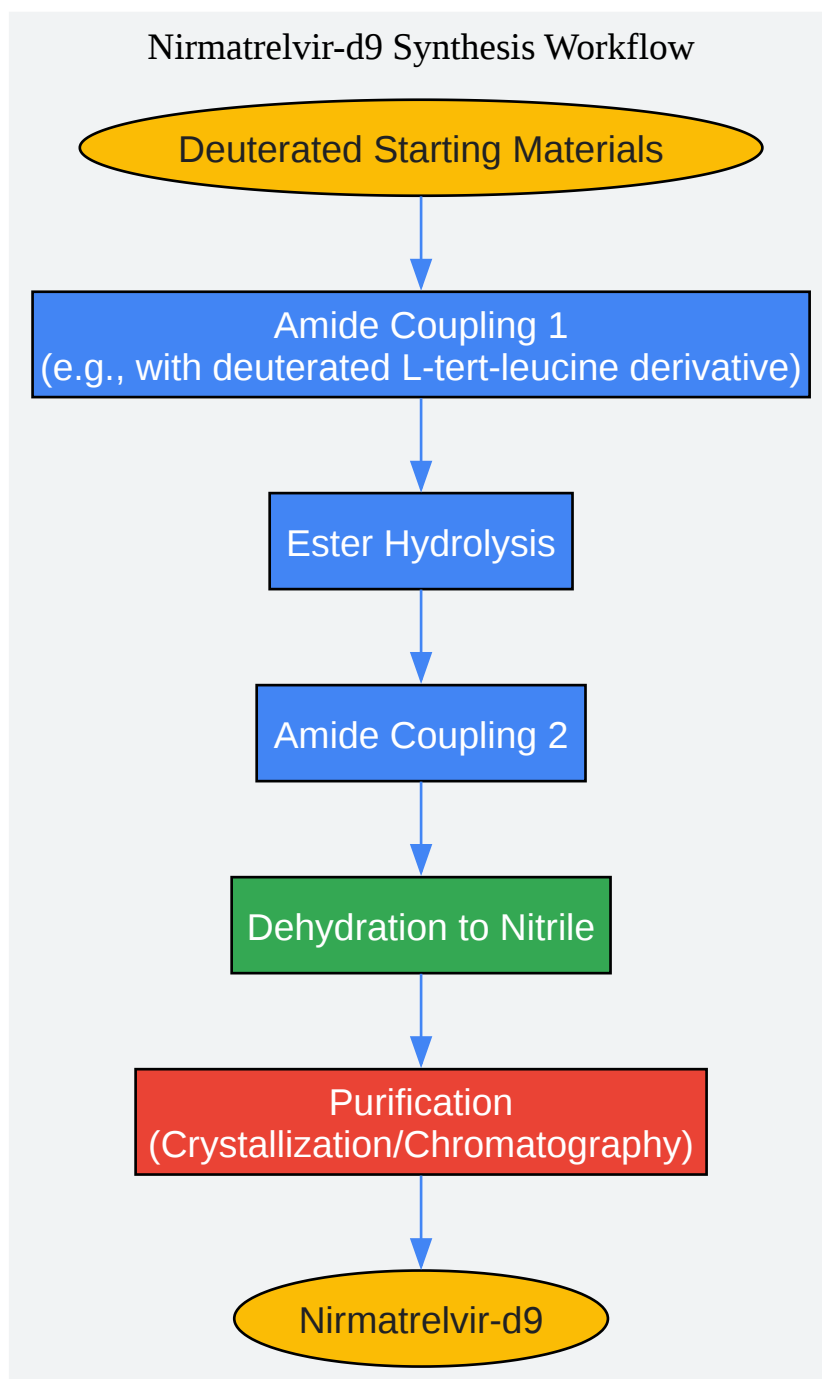 Nirmatrelvir-d9 Synthesis Workflow
Deuterated Starting Materials
Amide Coupling 1
(e.g., with deuterated L-tert-leucine derivative)
Ester Hydrolysis
Amide Coupling 2
Dehydration to Nitrile
Purification
(Crystallization/Chromatography)
Nirmatrelvir-d9